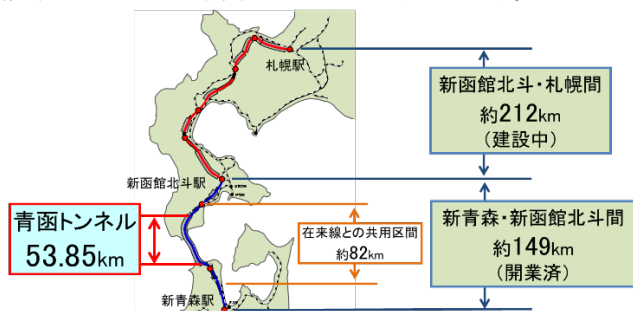 札幌駅
新函館北斗・札幌間
約212km
(建設中)
新函館北斗駅
青函トンネル
53.85km
在来線との共用区間
約82km
新青森・新函館北斗間
約149km
(開業済)
新青森駅